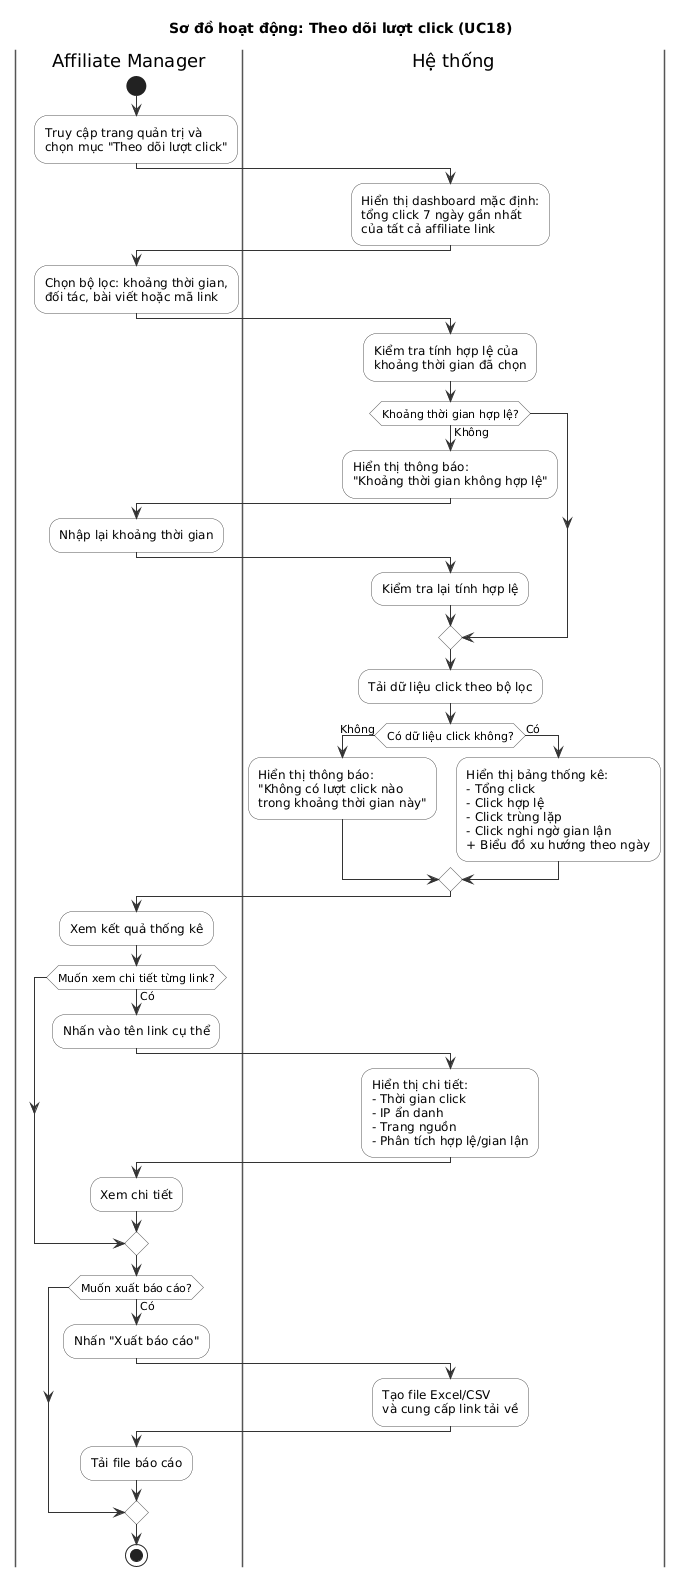 Sơ đồ hoạt động: Theo dõi lượt click (UC18)
Affiliate Manager
Hệ thống
Truy cập trang quản trị và
chọn mục "Theo dõi lượt click"
Hiển thị dashboard mặc định:
tổng click 7 ngày gần nhất
của tất cả affiliate link
Chọn bộ lọc: khoảng thời gian,
đối tác, bài viết hoặc mã link
Kiểm tra tính hợp lệ của
khoảng thời gian đã chọn
Khoảng thời gian hợp lệ?
Không
Hiển thị thông báo:
"Khoảng thời gian không hợp lệ"
Nhập lại khoảng thời gian
Kiểm tra lại tính hợp lệ
Tải dữ liệu click theo bộ lọc
Không
Có dữ liệu click không?
Có
Hiển thị thông báo:
"Không có lượt click nào
trong khoảng thời gian này"
Hiển thị bảng thống kê:
- Tổng click
- Click hợp lệ
- Click trùng lặp
- Click nghi ngờ gian lận
+ Biểu đồ xu hướng theo ngày
Xem kết quả thống kê
Muốn xem chi tiết từng link?
Có
Nhấn vào tên link cụ thể
Hiển thị chi tiết:
- Thời gian click
- IP ẩn danh
- Trang nguồn
- Phân tích hợp lệ/gian lận
Xem chi tiết
Muốn xuất báo cáo?
Có
Nhấn "Xuất báo cáo"
Tạo file Excel/CSV
và cung cấp link tải về
Tải file báo cáo